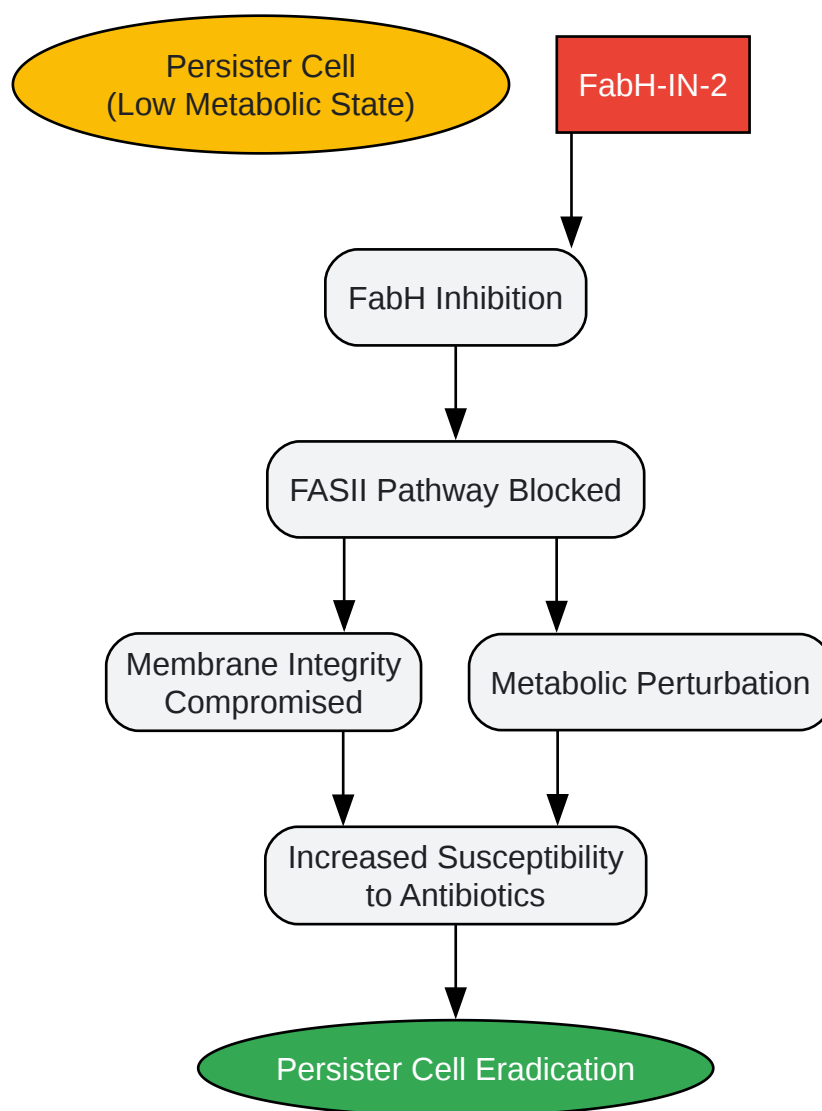 Persister Cell
(Low Metabolic State)
FabH-IN-2
FabH Inhibition
FASII Pathway Blocked
Membrane Integrity
Compromised
Metabolic Perturbation
Increased Susceptibility
to Antibiotics
Persister Cell Eradication